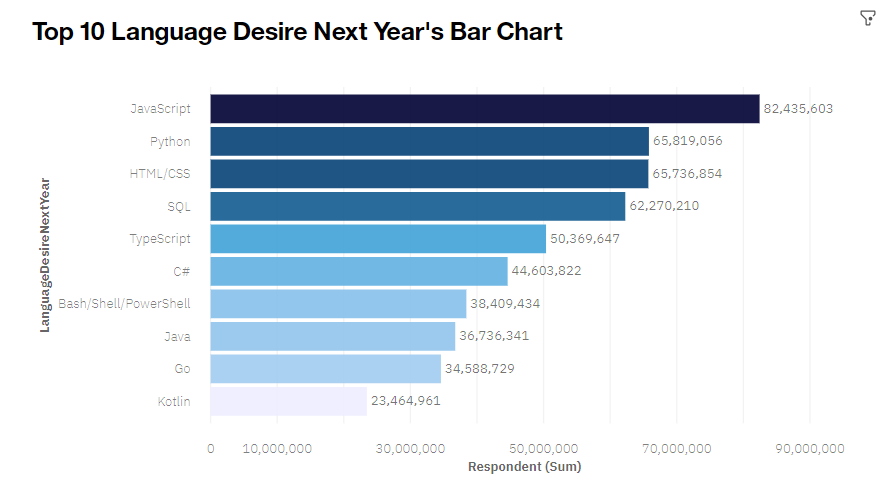 Top 10 Language Desire Next Year's Bar Chart
LanguageDesireNextYear
JavaScript 82,435,603
Python 65,819,056
HTML/CSS 65,736,854
SQL 62,270,210
TypeScript 50,369,647
C# 44,603,822
Bash/Shell/PowerShell 38,409,434
Java 36,736,341
Go 34,588,729
Kotlin 23,464,961
0 10,000,000 30,000,000 50,000,000 70,000,000 90,000,000
Respondent (Sum)